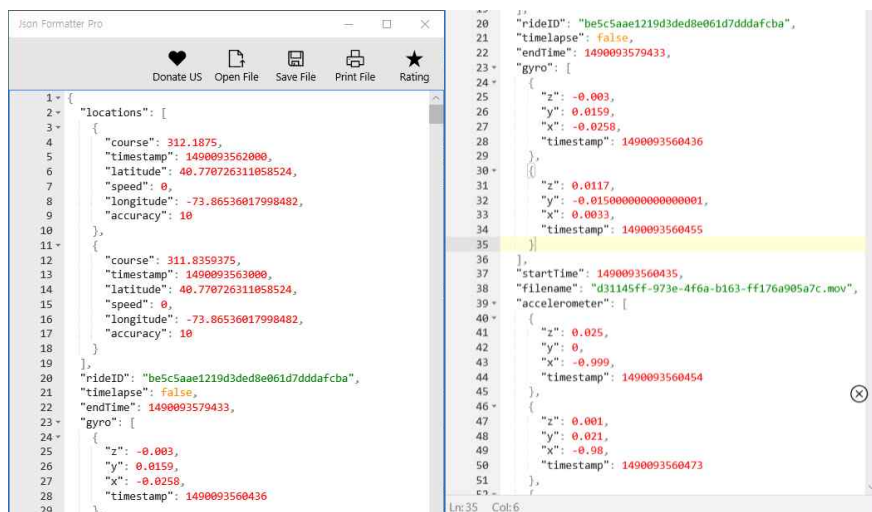 Json Formatter Pro
Donate US Open File Save File Print File Rating
1 {
2 "locations": [
3 {
4 "course": 312.1875,
5 "timestamp": 1490093562000,
6 "latitude": 40.770726311058524,
7 "speed": 0,
8 "longitude": -73.86536017998482,
9 "accuracy": 10
10 },
11 {
12 "course": 311.8359375,
13 "timestamp": 1490093563000,
14 "latitude": 40.770726311058524,
15 "speed": 0,
16 "longitude": -73.86536017998482,
17 "accuracy": 10
18 }
19 ],
20 "rideID": "be5c5aae1219d3ded8e061d7dddafcba",
21 "timelapse": false,
22 "endTime": 1490093579433,
23 "gyro": [
24 {
25 "z": -0.003,
26 "y": 0.0159,
27 "x": -0.0258,
28 "timestamp": 1490093560436
29 }
19 ],
20 "rideID": "be5c5aae1219d3ded8e061d7dddafcba",
21 "timelapse": false,
22 "endTime": 1490093579433,
23 "gyro": [
24 {
25 "z": -0.003,
26 "y": 0.0159,
27 "x": -0.0258,
28 "timestamp": 1490093560436
29 },
30 {
31 "z": 0.0117,
32 "y": -0.015000000000000001,
33 "x": 0.0033,
34 "timestamp": 1490093560455
35 }
36 ],
37 "startTime": 1490093560435,
38 "filename": "d31145ff-973e-4f6a-b163-ff176a905a7c.mov",
39 "accelerometer": [
40 {
41 "z": 0.025,
42 "y": 0,
43 "x": -0.999,
44 "timestamp": 1490093560454
45 },
46 {
47 "z": 0.001,
48 "y": 0.021,
49 "x": -0.98,
50 "timestamp": 1490093560473
51 },
52 {
Ln:35 Col:6